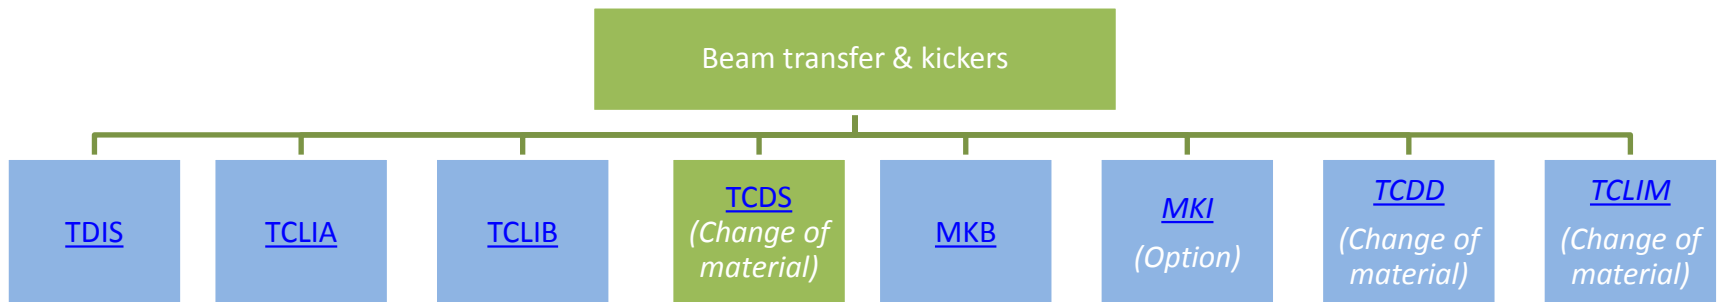 Beam transfer & kickers
TDIS
TCLIA
TCLIB
TCDS
(Change of
material)
MKB
MKI
(Option)
TCDD
(Change of
material)
TCLIM
(Change of
material)